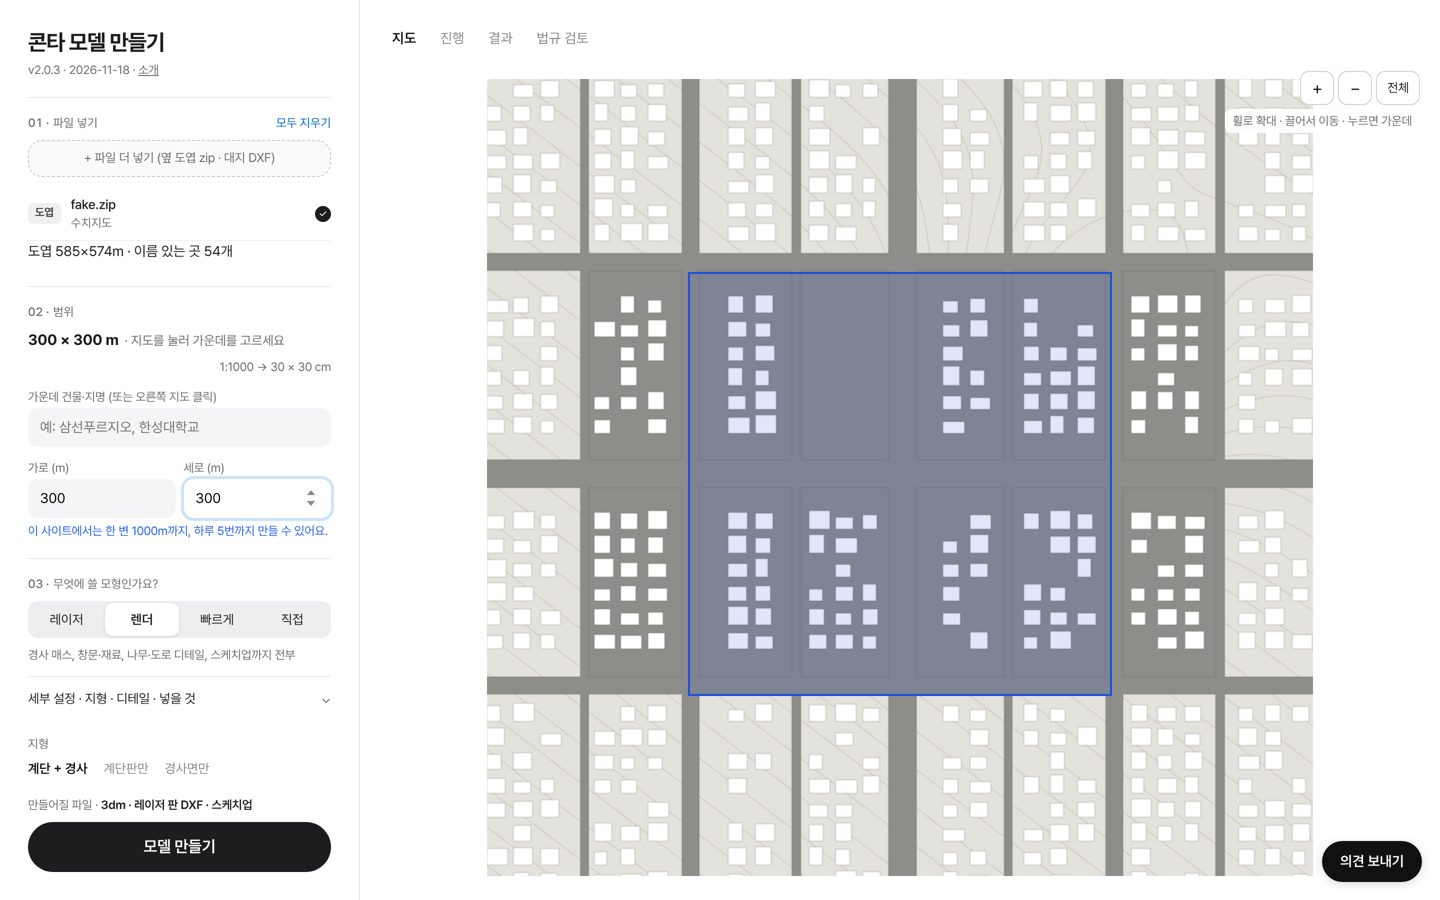 콘타 모델 만들기
v2.0.3 · 2026-11-18 · 소개
01 · 파일 넣기
모두 지우기
+ 파일 더 넣기 (옆 도엽 zip · 대지 DXF)
도엽
fake.zip
수치지도
도엽 585×574m · 이름 있는 곳 54개
02 · 범위
300 × 300 m · 지도를 눌러 가운데를 고르세요
1:1000 → 30 × 30 cm
가운데 건물·지명 (또는 오른쪽 지도 클릭)
예: 삼선푸르지오, 한성대학교
가로 (m)
세로 (m)
300
300
이 사이트에서는 한 변 1000m까지, 하루 5번까지 만들 수 있어요.
03 · 무엇에 쓸 모형인가요?
레이저
렌더
빠르게
직접
경사 매스, 창문·재료, 나무·도로 디테일, 스케치업까지 전부
세부 설정 · 지형 · 디테일 · 넣을 것
지형
계단 + 경사
계단판만
경사면만
만들어질 파일 · 3dm · 레이저 판 DXF · 스케치업
모델 만들기
지도
진행
결과
법규 검토
+
−
전체
휠로 확대 · 끌어서 이동 · 누르면 가운데
의견 보내기